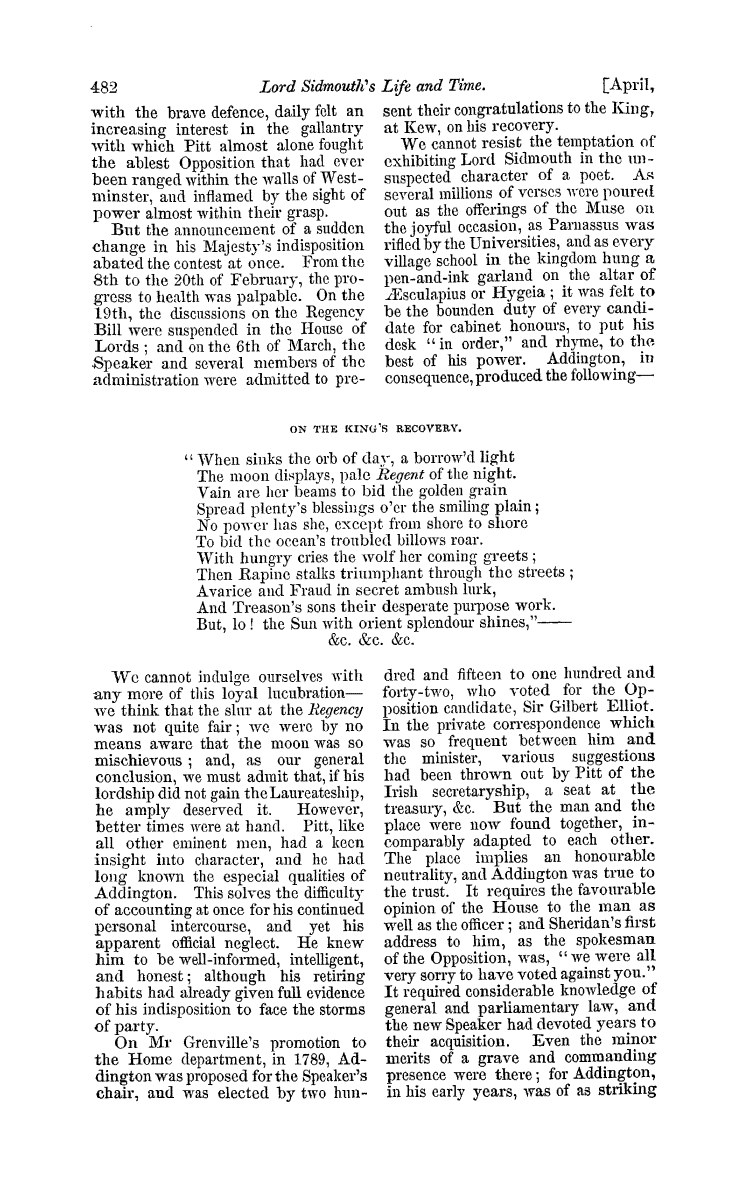 482 Lord Sidmouth's Life and Time. [April,
with the brave defence, daily felt an
increasing interest in the gallantry
with which Pitt almost alone fought
the ablest Opposition that had ever
been ranged within the walls of West-
minster, and inflamed by the sight of
power almost within their grasp.
But the announcement of a sudden
change in his Majesty's indisposition
abated the contest at once. From the
8th to the 20th of February, the pro-
gress to health was palpable. On the
19th, the discussions on the Regency
Bill were suspended in the House of
Lords; and on the 6th of March, the
Speaker and several members of the
administration were admitted to pre-
sent their congratulations to the King,
at Kew, on his recovery.
We cannot resist the temptation of
exhibiting Lord Sidmouth in the un-
suspected character of a poet. As
several millions of verses were poured
out as the offerings of the Muse on
the joyful occasion, as Parnassus was
rifled by the Universities, and as every
village school in the kingdom hung a
pen-and-ink garland on the altar of
Æsculapius or Hygeia; it was felt to
be the bounden duty of every candi-
date for cabinet honours, to put his
desk "in order," and rhyme, to the
best of his power. Addington, in
consequence, produced the following—
ON THE KING'S RECOVERY.
"When sinks the orb of day, a borrow'd light
The moon displays, pale Regent of the night.
Vain are her beams to bid the golden grain
Spread plenty's blessings o'er the smiling plain;
No power has she, except from shore to shore
To bid the ocean's troubled billows roar.
With hungry cries the wolf her coming greets;
Then Rapine stalks triumphant through the streets;
Avarice and Fraud in secret ambush lurk,
And Treason's sons their desperate purpose work.
But, lo! the Sun with orient splendour shines,"——
&c. &c. &c.
We cannot indulge ourselves with
any more of this loyal lucubration—
we think that the slur at the Regency
was not quite fair; we were by no
means aware that the moon was so
mischievous; and, as our general
conclusion, we must admit that, if his
lordship did not gain the Laureateship,
he amply deserved it. However,
better times were at hand. Pitt, like
all other eminent men, had a keen
insight into character, and he had
long known the especial qualities of
Addington. This solves the difficulty
of accounting at once for his continued
personal intercourse, and yet his
apparent official neglect. He knew
him to be well-informed, intelligent,
and honest; although his retiring
habits had already given full evidence
of his indisposition to face the storms
of party.
On Mr Grenville's promotion to
the Home department, in 1789, Ad-
dington was proposed for the Speaker's
chair, and was elected by two hun-
dred and fifteen to one hundred and
forty-two, who voted for the Op-
position candidate, Sir Gilbert Elliot.
In the private correspondence which
was so frequent between him and
the minister, various suggestions
had been thrown out by Pitt of the
Irish secretaryship, a seat at the
treasury, &c. But the man and the
place were now found together, in-
comparably adapted to each other.
The place implies an honourable
neutrality, and Addington was true to
the trust. It requires the favourable
opinion of the House to the man as
well as the officer; and Sheridan's first
address to him, as the spokesman
of the Opposition, was, "we were all
very sorry to have voted against you."
It required considerable knowledge of
general and parliamentary law, and
the new Speaker had devoted years to
their acquisition. Even the minor
merits of a grave and commanding
presence were there; for Addington,
in his early years, was of as striking